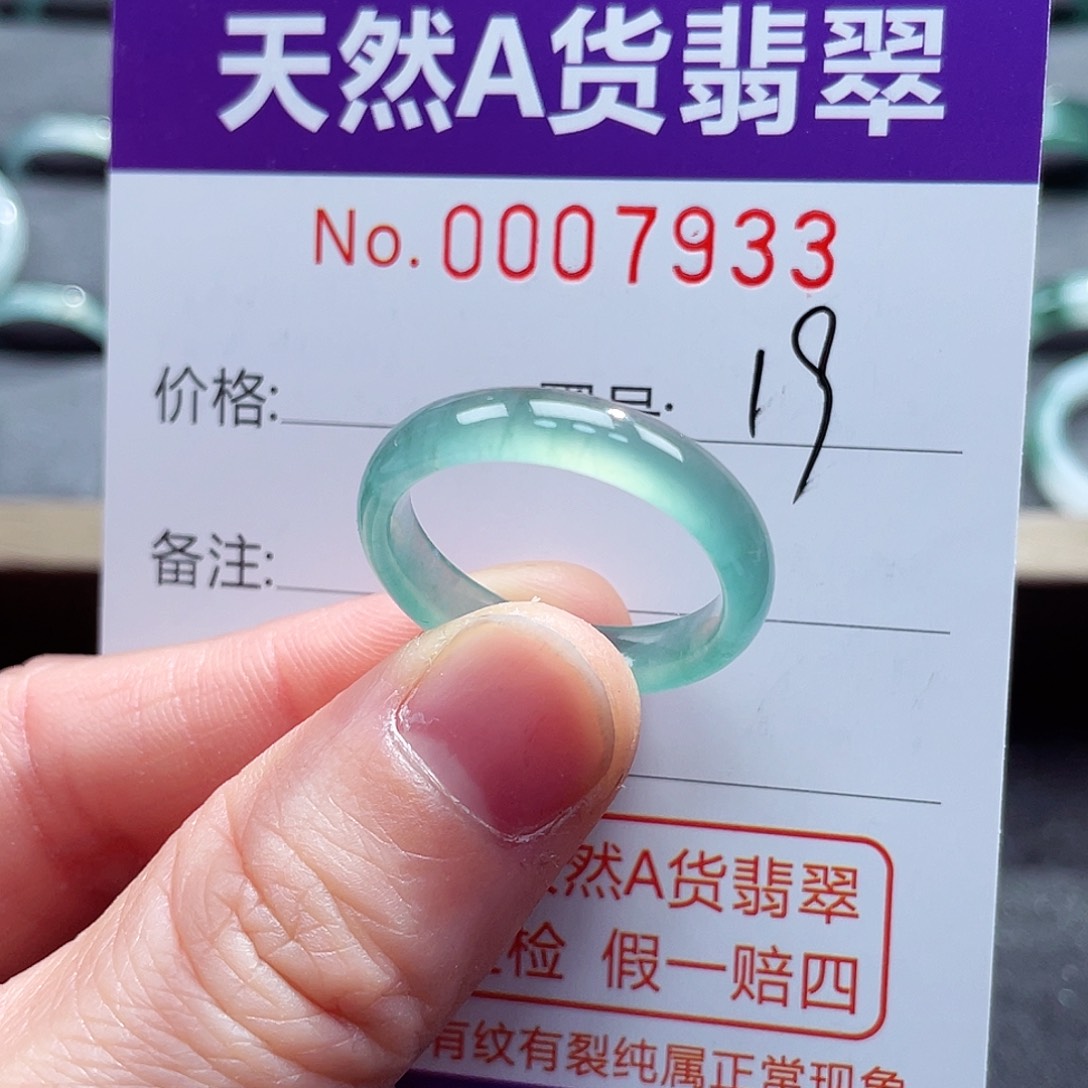 天然A货翡翠
No.0007933
价格: 号: 19
备注:
然A货翡翠
检 假一赔四
有纹有裂纯属正常现象